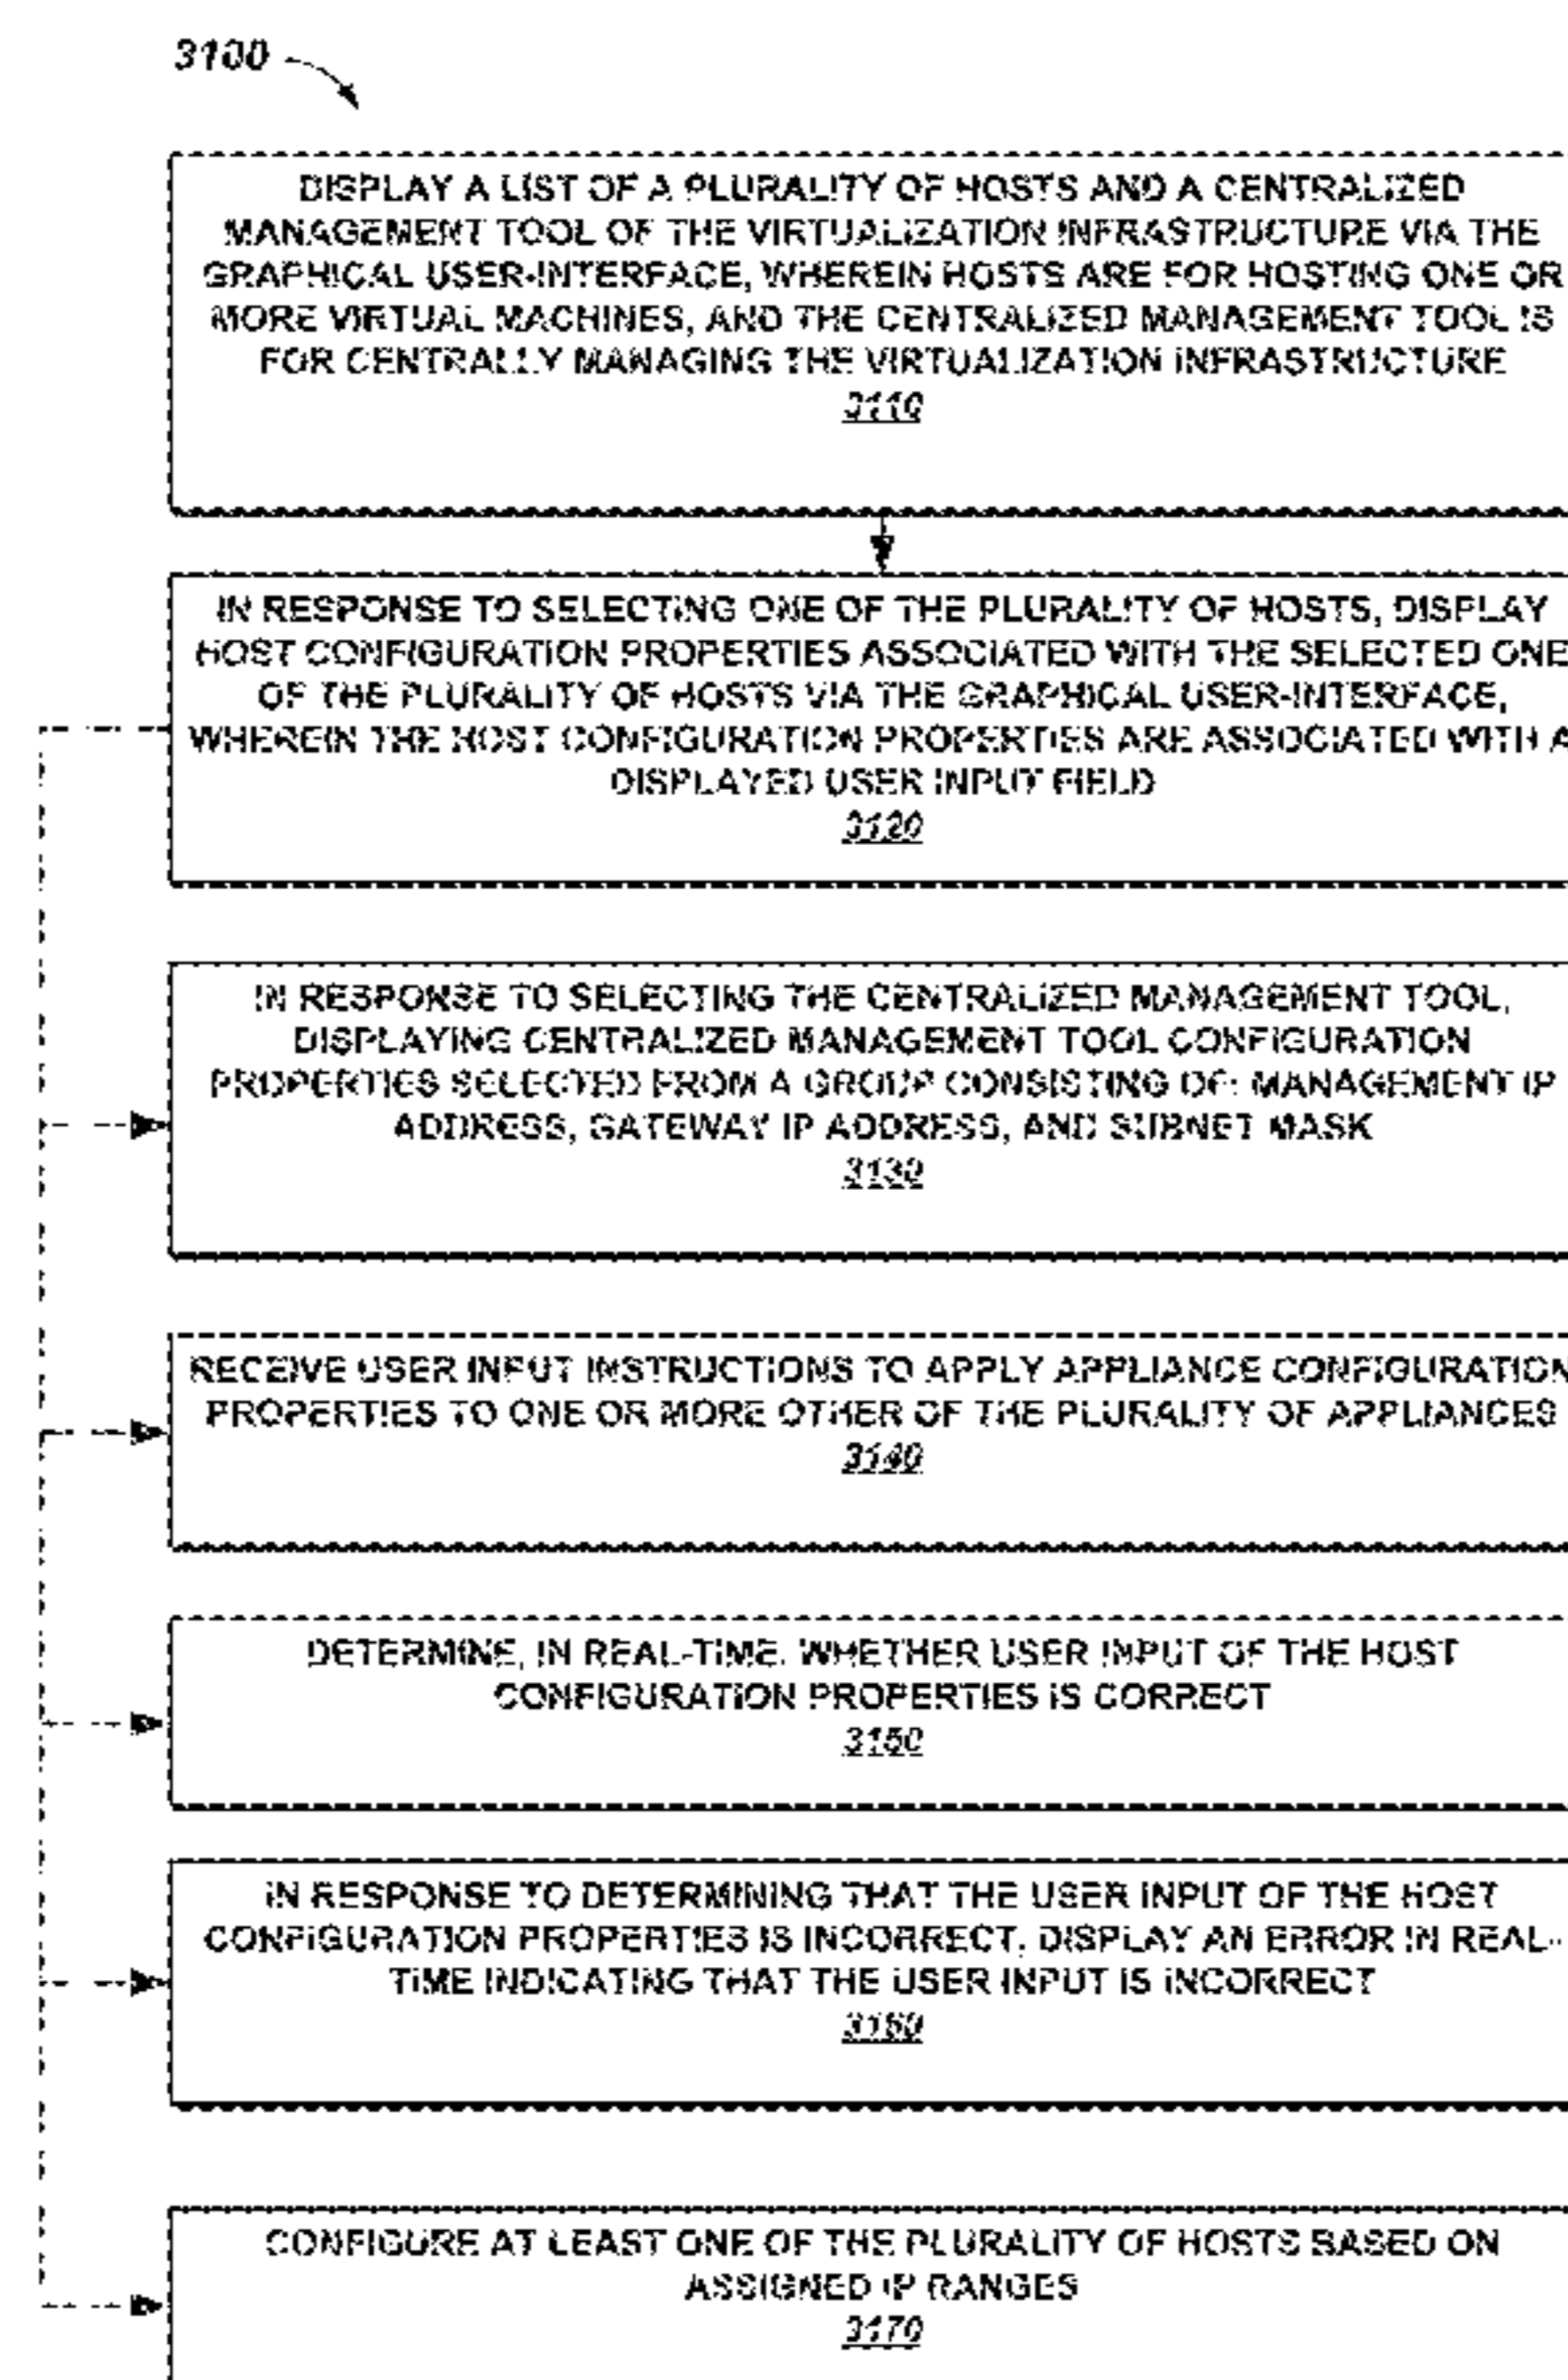 3100
DISPLAY A LIST OF A PLURALITY OF HOSTS AND A CENTRALIZED
MANAGEMENT TOOL OF THE VIRTUALIZATION INFRASTRUCTURE VIA THE
GRAPHICAL USER-INTERFACE, WHEREIN HOSTS ARE FOR HOSTING ONE OR
MORE VIRTUAL MACHINES, AND THE CENTRALIZED MANAGEMENT TOOL IS
FOR CENTRALLY MANAGING THE VIRTUALIZATION INFRASTRUCTURE
3110
IN RESPONSE TO SELECTING ONE OF THE PLURALITY OF HOSTS, DISPLAY
HOST CONFIGURATION PROPERTIES ASSOCIATED WITH THE SELECTED ONE
OF THE PLURALITY OF HOSTS VIA THE GRAPHICAL USER-INTERFACE,
WHEREIN THE HOST CONFIGURATION PROPERTIES ARE ASSOCIATED WITH A
DISPLAYED USER INPUT FIELD
3120
IN RESPONSE TO SELECTING THE CENTRALIZED MANAGEMENT TOOL,
DISPLAYING CENTRALIZED MANAGEMENT TOOL CONFIGURATION
PROPERTIES SELECTED FROM A GROUP CONSISTING OF: MANAGEMENT IP
ADDRESS, GATEWAY IP ADDRESS, AND SUBNET MASK
3130
RECEIVE USER INPUT INSTRUCTIONS TO APPLY APPLIANCE CONFIGURATION
PROPERTIES TO ONE OR MORE OTHER OF THE PLURALITY OF APPLIANCES
3140
DETERMINE, IN REAL-TIME, WHETHER USER INPUT OF THE HOST
CONFIGURATION PROPERTIES IS CORRECT
3150
IN RESPONSE TO DETERMINING THAT THE USER INPUT OF THE HOST
CONFIGURATION PROPERTIES IS INCORRECT, DISPLAY AN ERROR IN REAL-
TIME INDICATING THAT THE USER INPUT IS INCORRECT
3160
CONFIGURE AT LEAST ONE OF THE PLURALITY OF HOSTS BASED ON
ASSIGNED IP RANGES
3170